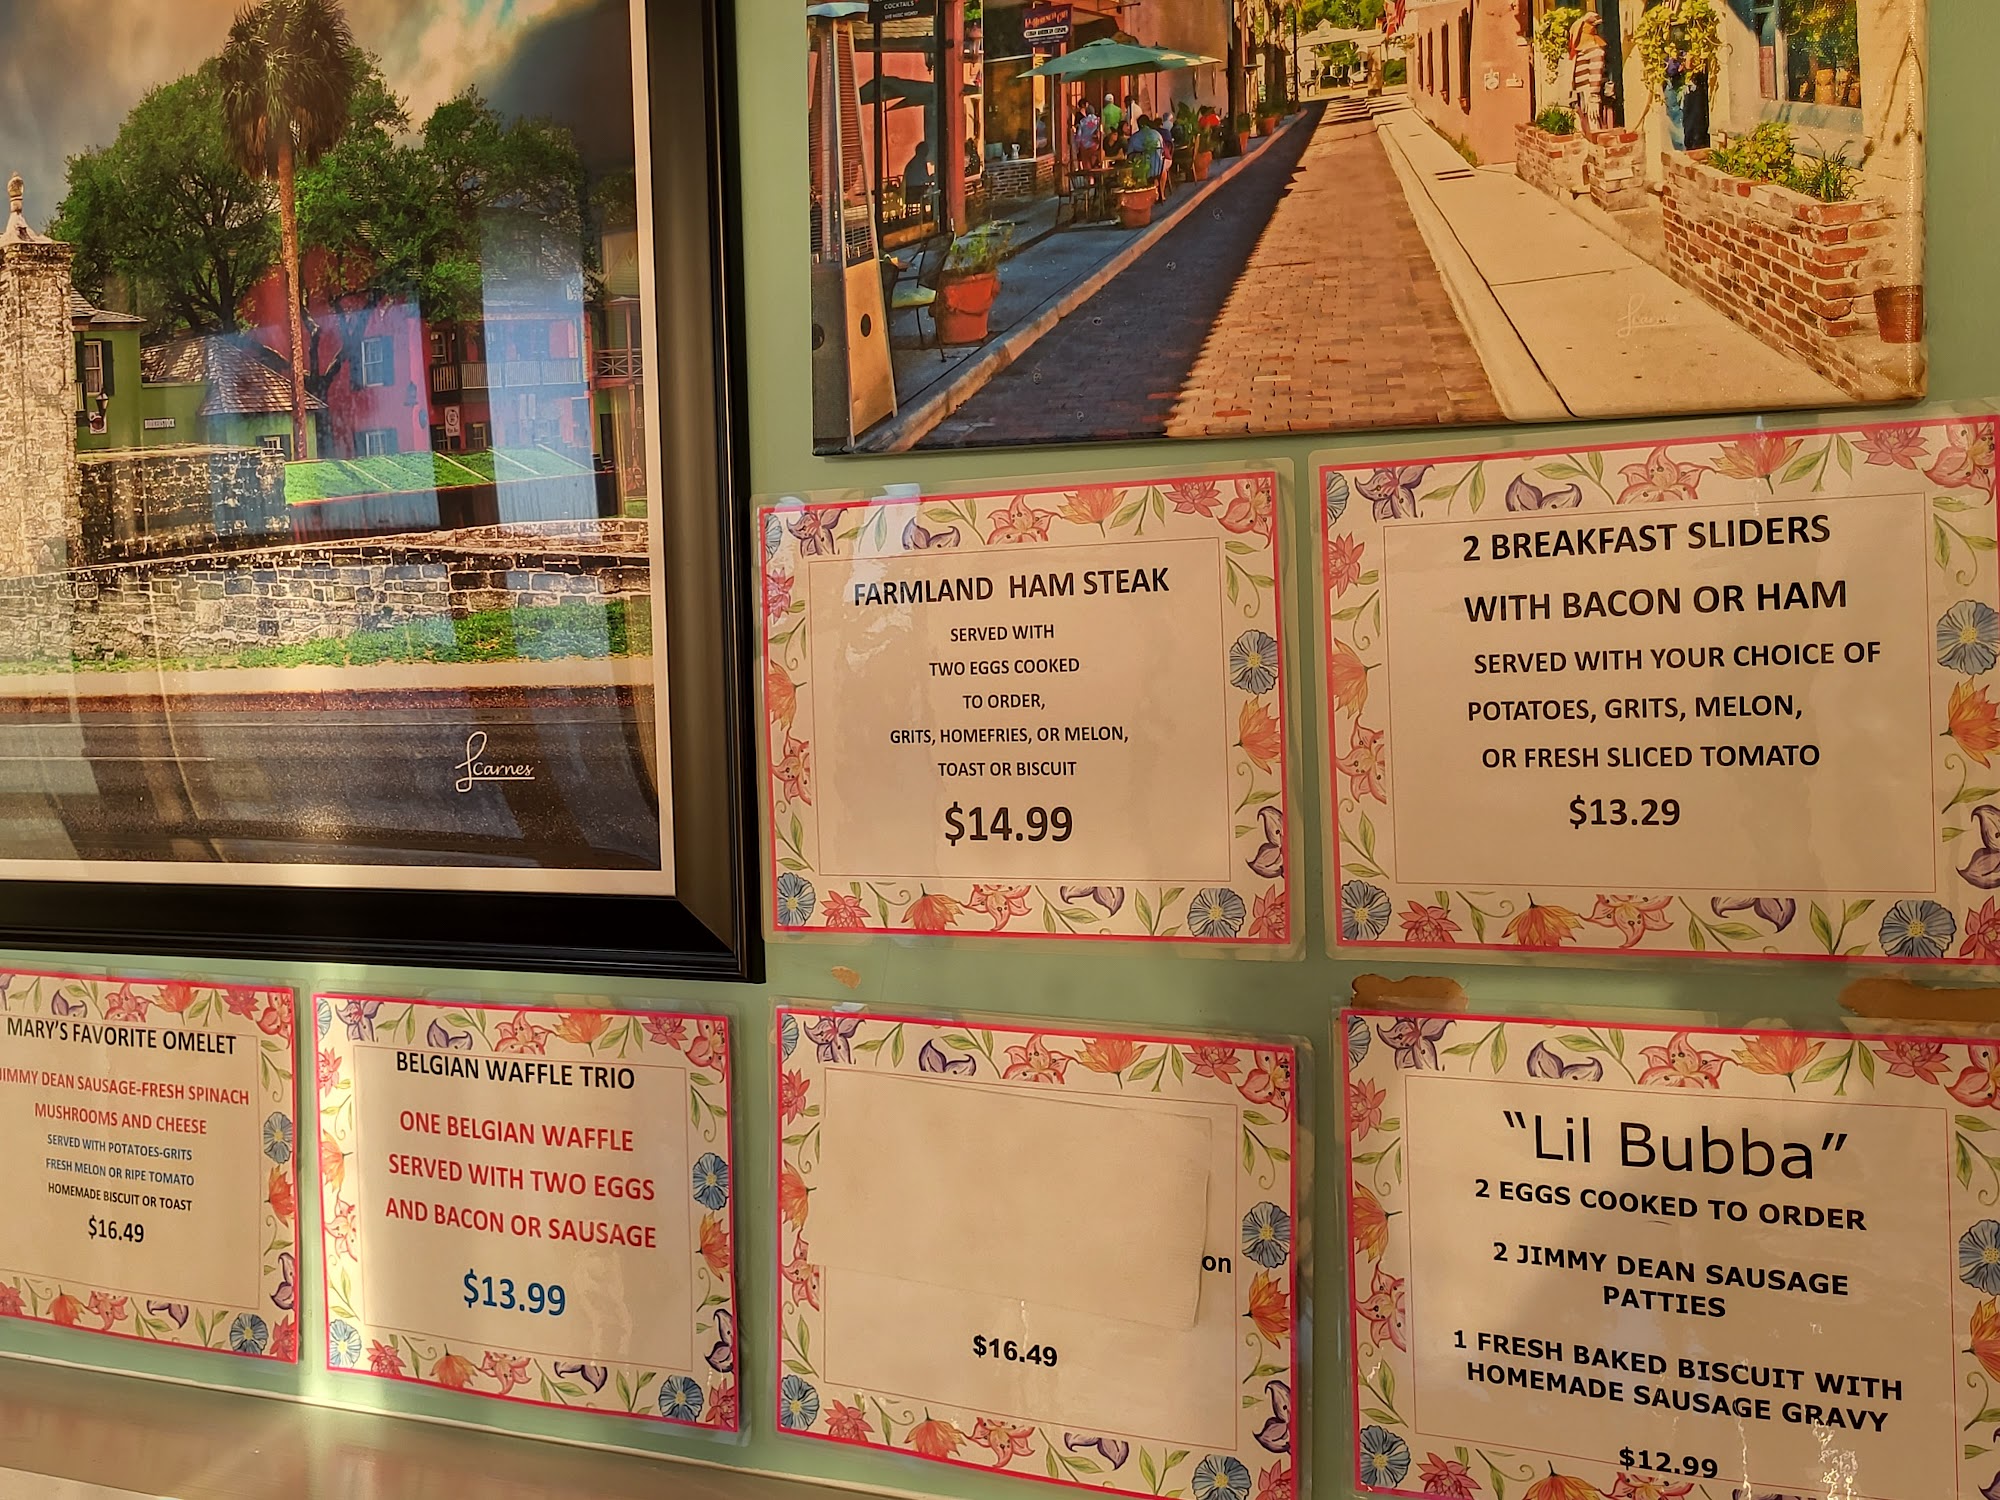 COCKTAILS
Carnes
Carnes
FARMLAND HAM STEAK
SERVED WITH
TWO EGGS COOKED
TO ORDER,
GRITS, HOMEFRIES, OR MELON,
TOAST OR BISCUIT
$14.99
2 BREAKFAST SLIDERS
WITH BACON OR HAM
SERVED WITH YOUR CHOICE OF
POTATOES, GRITS, MELON,
OR FRESH SLICED TOMATO
$13.29
MARY'S FAVORITE OMELET
JIMMY DEAN SAUSAGE-FRESH SPINACH
MUSHROOMS AND CHEESE
SERVED WITH POTATOES-GRITS
FRESH MELON OR RIPE TOMATO
HOMEMADE BISCUIT OR TOAST
$16.49
BELGIAN WAFFLE TRIO
ONE BELGIAN WAFFLE
SERVED WITH TWO EGGS
AND BACON OR SAUSAGE
$13.99
on
$16.49
"Lil Bubba"
2 EGGS COOKED TO ORDER
2 JIMMY DEAN SAUSAGE
PATTIES
1 FRESH BAKED BISCUIT WITH
HOMEMADE SAUSAGE GRAVY
$12.99